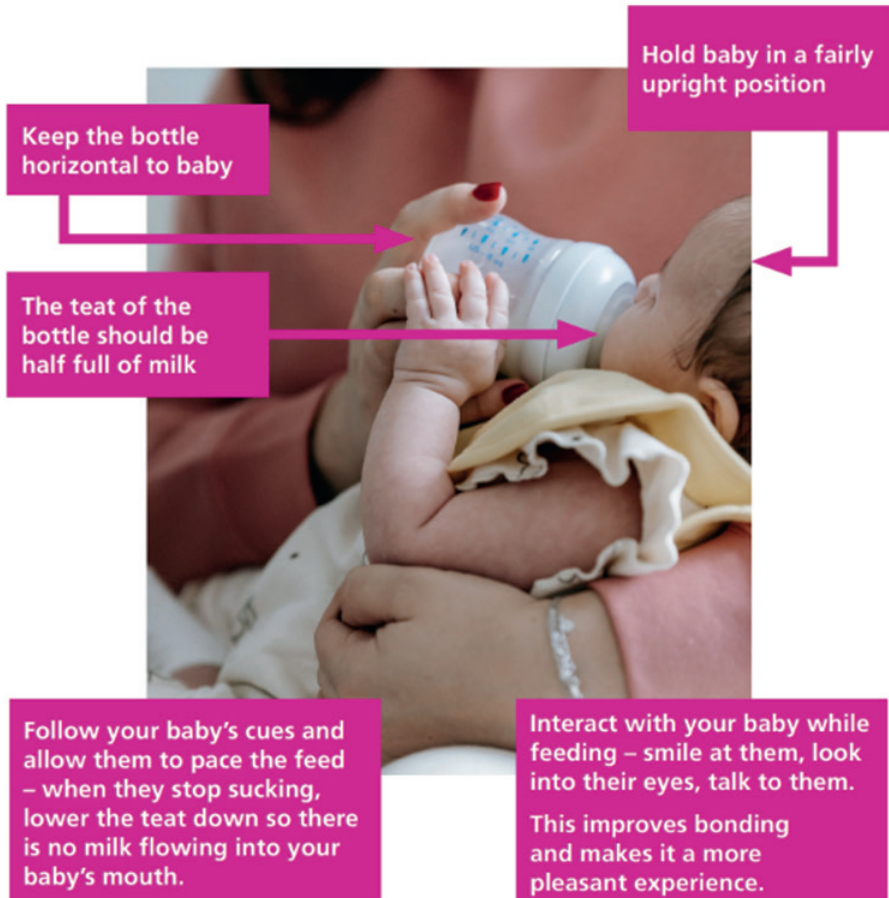 Hold baby in a fairly
upright position
Keep the bottle
horizontal to baby
The teat of the
bottle should be
half full of milk
Follow your baby’s cues and
allow them to pace the feed
– when they stop sucking,
lower the teat down so there
is no milk flowing into your
baby’s mouth.
Interact with your baby while
feeding – smile at them, look
into their eyes, talk to them.
This improves bonding
and makes it a more
pleasant experience.